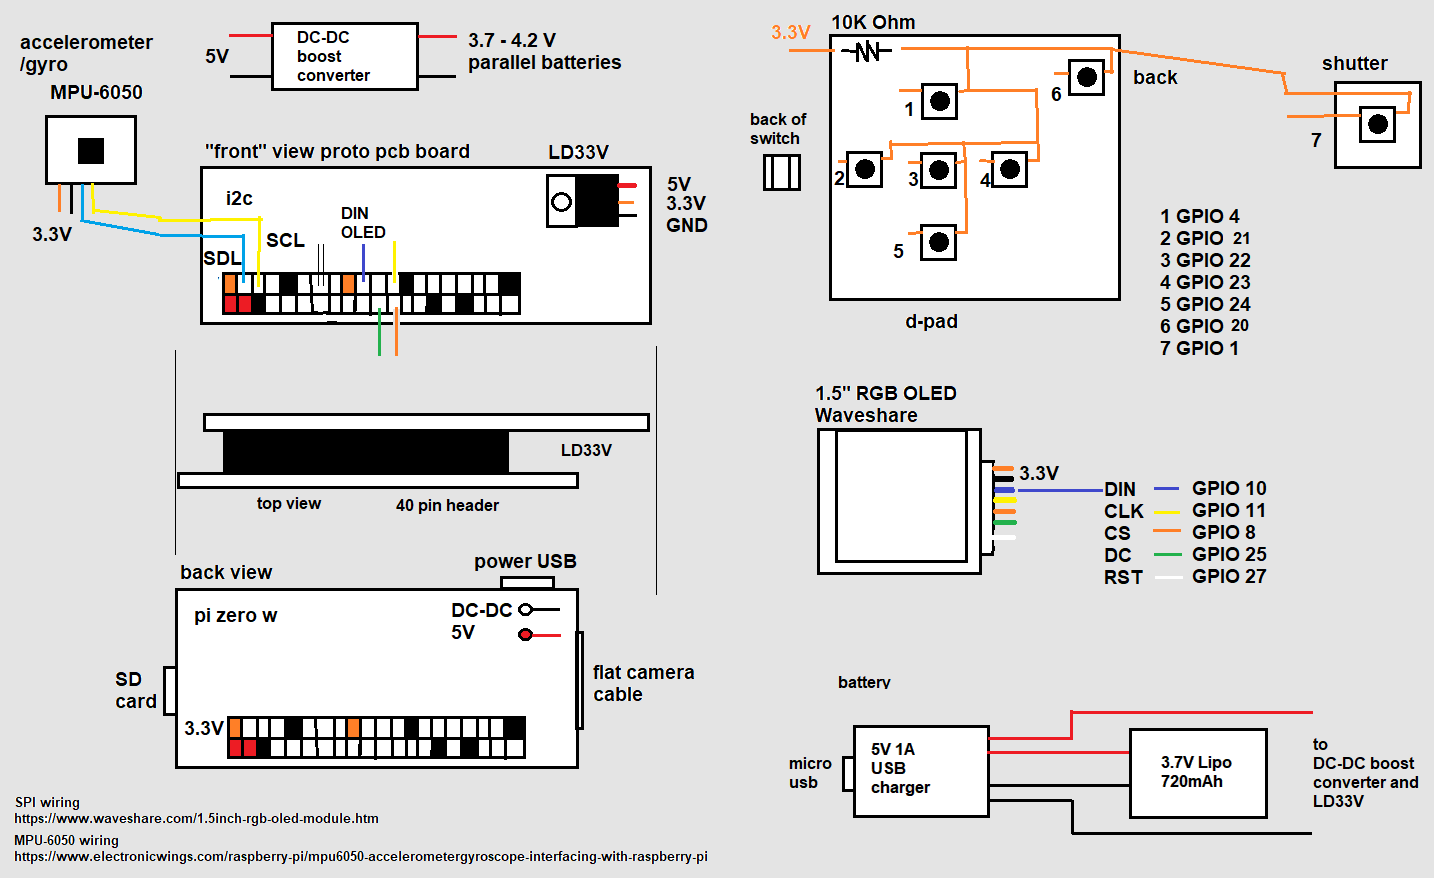 accelerometer
/gyro
MPU-6050
3.3V
5V
DC-DC
boost
converter
3.7 - 4.2 V
parallel batteries
"front" view proto pcb board
LD33V
i2c
SCL
SDL
DIN
OLED
5V
3.3V
GND
top view
40 pin header
LD33V
back view
power USB
pi zero w
DC-DC
5V
SD
card
flat camera
cable
3.3V
SPI wiring
https://www.waveshare.com/1.5inch-rgb-oled-module.htm
MPU-6050 wiring
https://www.electronicwings.com/raspberry-pi/mpu6050-accelerometergyroscope-interfacing-with-raspberry-pi
10K Ohm
3.3V
back of
switch
1
2
3
4
5
6
back
shutter
7
d-pad
1 GPIO 4
2 GPIO 21
3 GPIO 22
4 GPIO 23
5 GPIO 24
6 GPIO 20
7 GPIO 1
1.5" RGB OLED
Waveshare
3.3V
DIN GPIO 10
CLK GPIO 11
CS GPIO 8
DC GPIO 25
RST GPIO 27
battery
micro
usb
5V 1A
USB
charger
3.7V Lipo
720mAh
to
DC-DC boost
converter and
LD33V